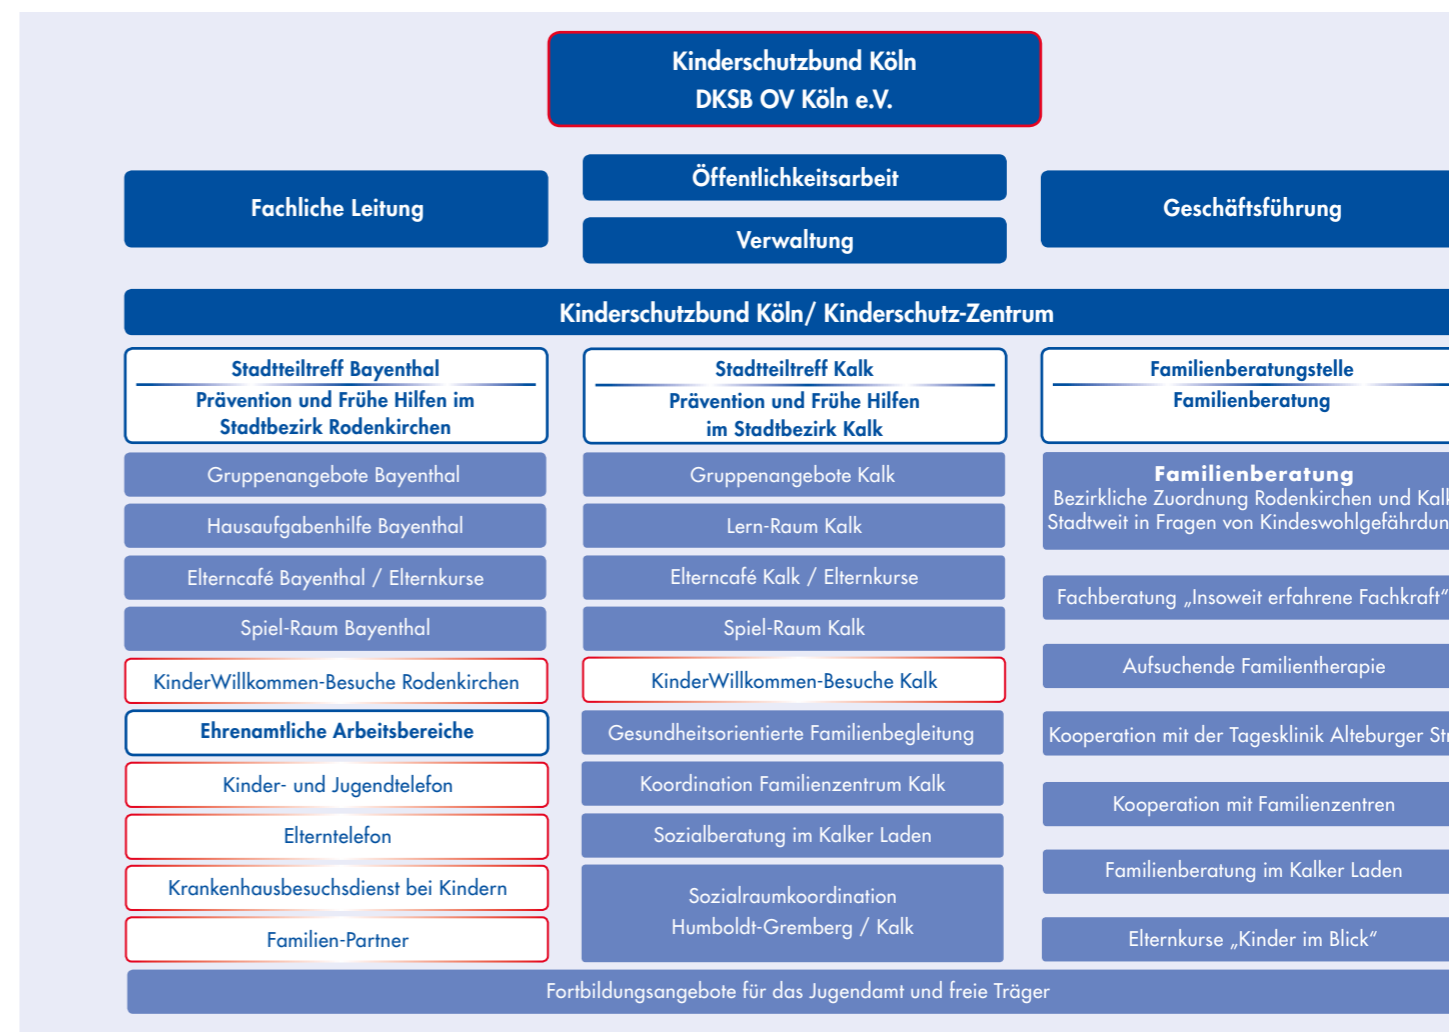 Kinderschutzbund Köln
DKSB OV Köln e.V.
Fachliche Leitung
Öffentlichkeitsarbeit
Verwaltung
Geschäftsführung
Kinderschutzbund Köln/ Kinderschutz-Zentrum
Stadtteiltreff Bayenthal
Prävention und Frühe Hilfen im
Stadtbezirk Rodenkirchen
Gruppenangebote Bayenthal
Hausaufgabenhilfe Bayenthal
Elterncafé Bayenthal / Elternkurse
Spiel-Raum Bayenthal
KinderWillkommen-Besuche Rodenkirchen
Ehrenamtliche Arbeitsbereiche
Kinder- und Jugendtelefon
Elterntelefon
Krankenhausbesuchsdienst bei Kindern
Familien-Partner
Stadtteiltreff Kalk
Prävention und Frühe Hilfen
im Stadtbezirk Kalk
Gruppenangebote Kalk
Lern-Raum Kalk
Elterncafé Kalk / Elternkurse
Spiel-Raum Kalk
KinderWillkommen-Besuche Kalk
Gesundheitsorientierte Familienbegleitung
Koordination Familienzentrum Kalk
Sozialberatung im Kalker Laden
Sozialraumkoordination
Humboldt-Gremberg / Kalk
Familienberatungstelle
Familienberatung
Familienberatung
Bezirkliche Zuordnung Rodenkirchen und Kalk
Stadtweit in Fragen von Kindeswohlgefährdun
Fachberatung „Insoweit erfahrene Fachkraft“
Aufsuchende Familientherapie
Kooperation mit der Tagesklinik Alteburger Str
Kooperation mit Familienzentren
Familienberatung im Kalker Laden
Elternkurse „Kinder im Blick“
Fortbildungsangebote für das Jugendamt und freie Träger